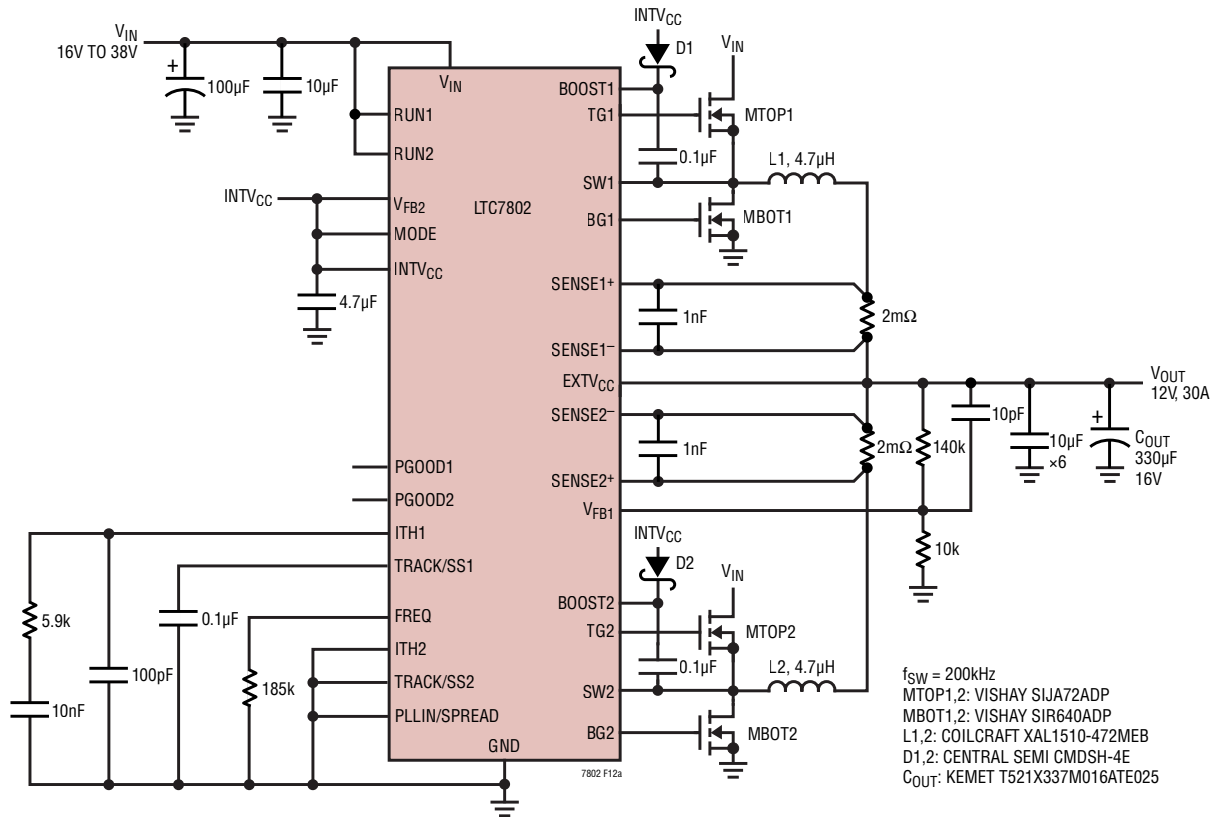 INTVCC
VIN
16V TO 38V
D1
VIN
100µF
10µF
+
VIN
BOOST1
TG1
MTOP1
RUN1
0.1µF
L1, 4.7µH
RUN2
SW1
INTVCC
VFB2
LTC7802
BG1
MBOT1
MODE
INTVCC
SENSE1+
4.7µF
1nF
2mΩ
SENSE1–
EXTVCC
VOUT
12V, 30A
SENSE2–
10pF
+
1nF
2mΩ
140k
10µF
×6
COUT
330µF
16V
PGOOD1
SENSE2+
PGOOD2
VFB1
ITH1
INTVCC
10k
TRACK/SS1
D2
VIN
BOOST2
5.9k
0.1µF
FREQ
TG2
MTOP2
ITH2
0.1µF
L2, 4.7µH
100pF
185k
TRACK/SS2
SW2
10nF
PLLIN/SPREAD
BG2
MBOT2
GND
7802 F12a
fSW = 200kHz
MTOP1,2: VISHAY SIJA72ADP
MBOT1,2: VISHAY SIR640ADP
L1,2: COILCRAFT XAL1510-472MEB
D1,2: CENTRAL SEMI CMDSH-4E
COUT: KEMET T521X337M016ATE025